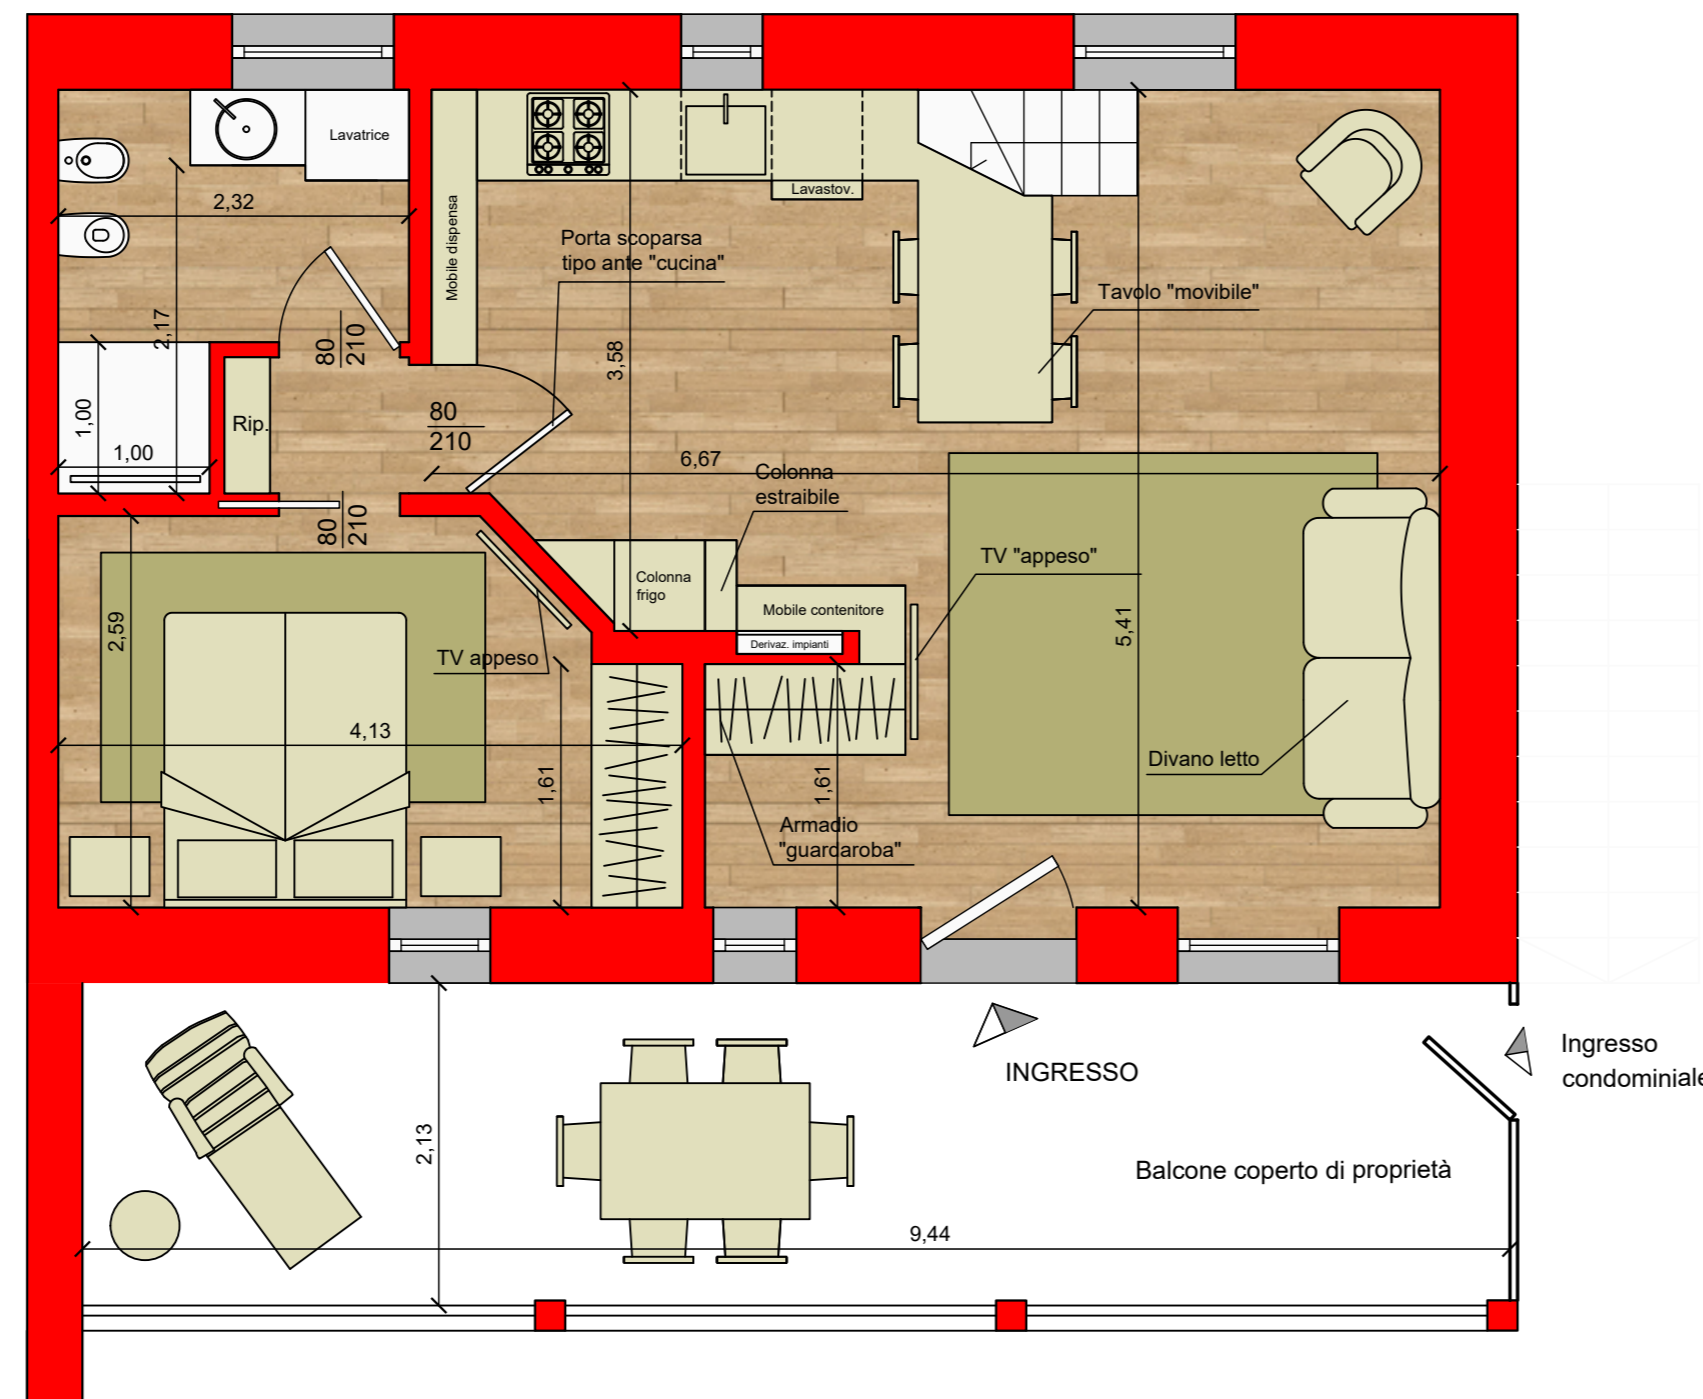 Lavatrice
2,32
Mobile dispensa
Lavastov.
Porta scoparsa
tipo ante "cucina"
Tavolo "movibile"
2,17
80
210
3,58
1,00
1,00
Rip.
80
210
6,67
Colonna
estraibile
80
210
TV "appeso"
Colonna
frigo
Mobile contenitore
Derivaz. impianti
2,59
5,41
TV appeso
4,13
1,61
1,61
Divano letto
Armadio
"guardaroba"
INGRESSO
Ingresso
condominiale
2,13
Balcone coperto di proprietà
9,44